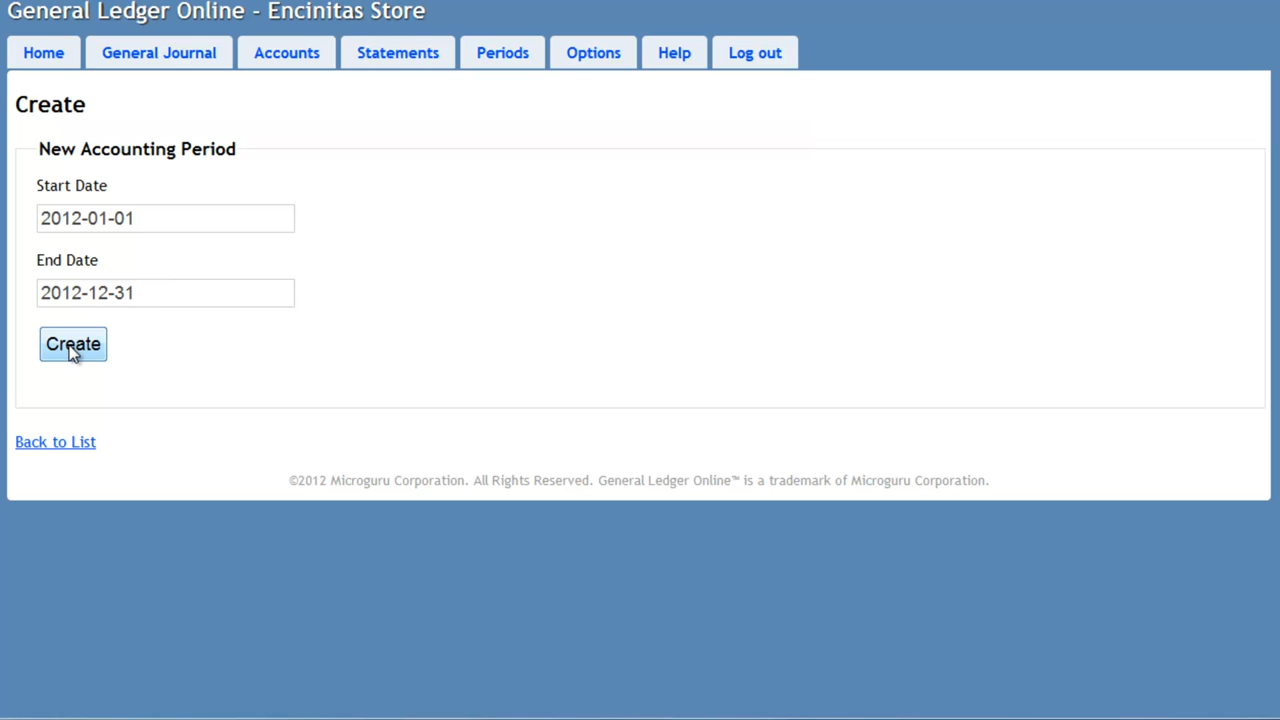 General Ledger Online - Encinitas Store
Home General Journal Accounts Statements Periods Options Help Log out
Create
New Accounting Period
Start Date
2012-01-01
End Date
2012-12-31
Create
Back to List
©2012 Microguru Corporation. All Rights Reserved. General Ledger Online™ is a trademark of Microguru Corporation.